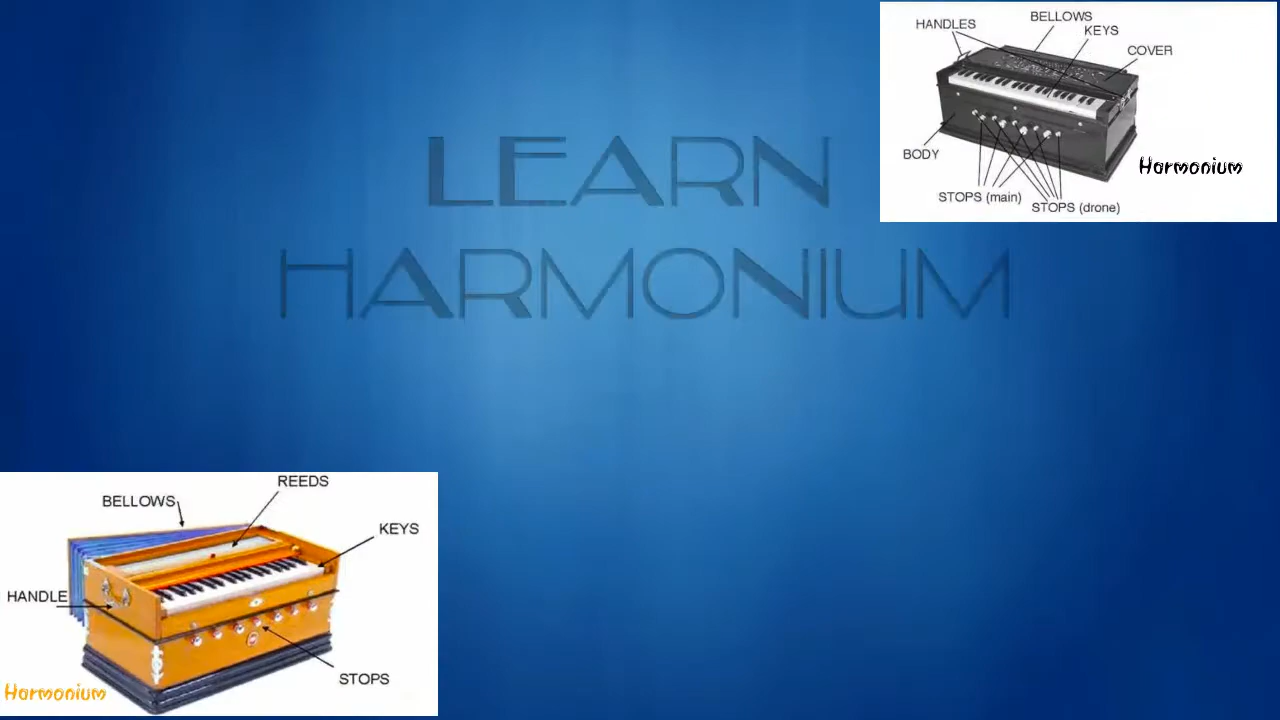 LEARN
HARMONIUM
HANDLES
BELLOWS
KEYS
COVER
BODY
Harmonium
STOPS (main)
STOPS (drone)
REEDS
BELLOWS
KEYS
HANDLE
STOPS
Harmonium